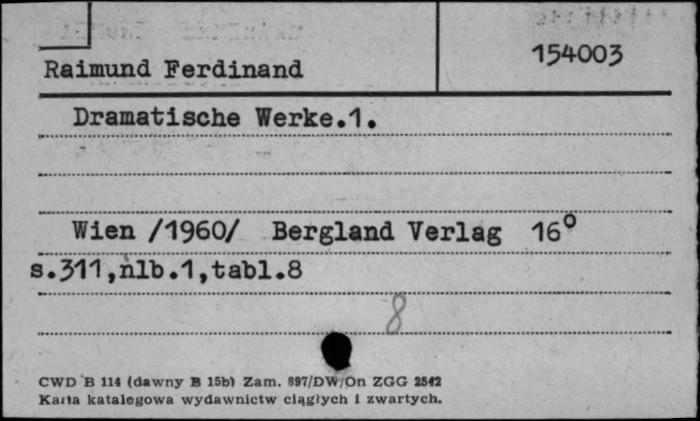 Raimund Ferdinand
154003
Dramatische Werke.1.
Wien /1960/ Bergland Verlag 16°
s.311,nlb.1,tabl.8
8
CWD B 114 (dawny B 15b) Zam. 897/DW/On ZGG 2542
Karta katalogowa wydawnictw ciągłych i zwartych.